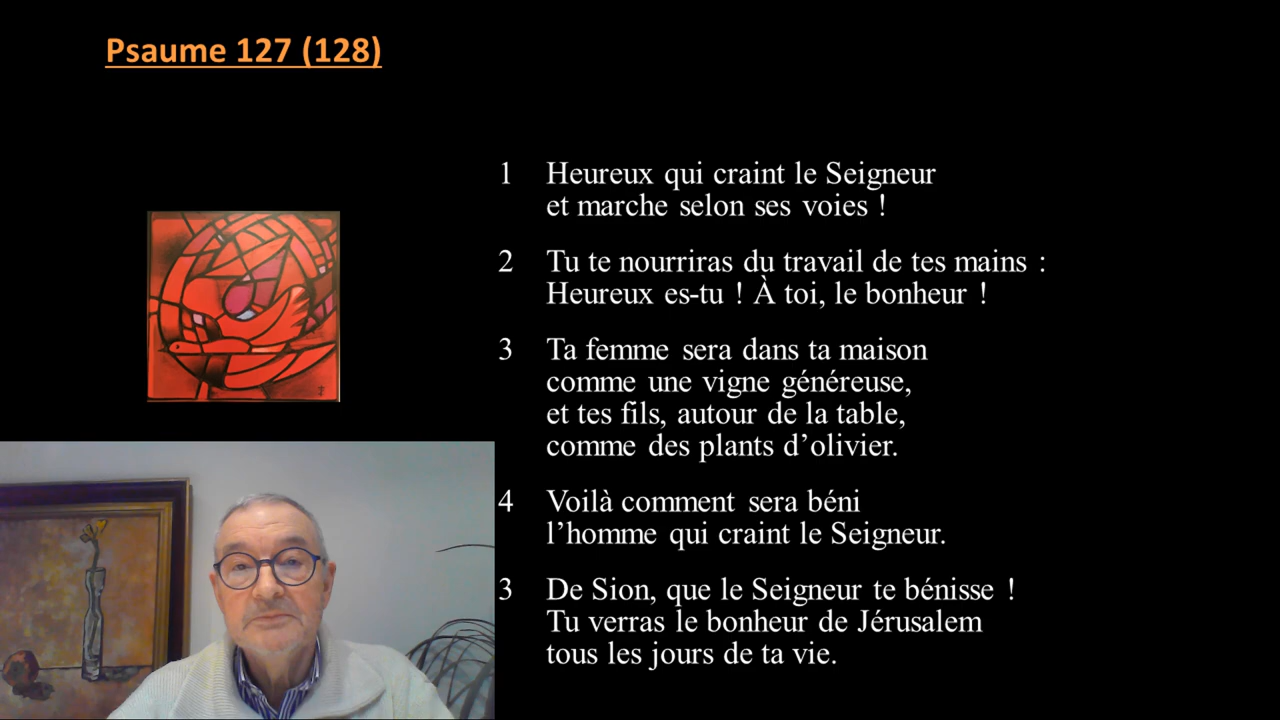 Psaume 127 (128)
1 Heureux qui craint le Seigneur
et marche selon ses voies !
2 Tu te nourriras du travail de tes mains :
Heureux es-tu ! À toi, le bonheur !
3 Ta femme sera dans ta maison
comme une vigne généreuse,
et tes fils, autour de la table,
comme des plants d’olivier.
4 Voilà comment sera béni
l’homme qui craint le Seigneur.
3 De Sion, que le Seigneur te bénisse !
Tu verras le bonheur de Jérusalem
tous les jours de ta vie.